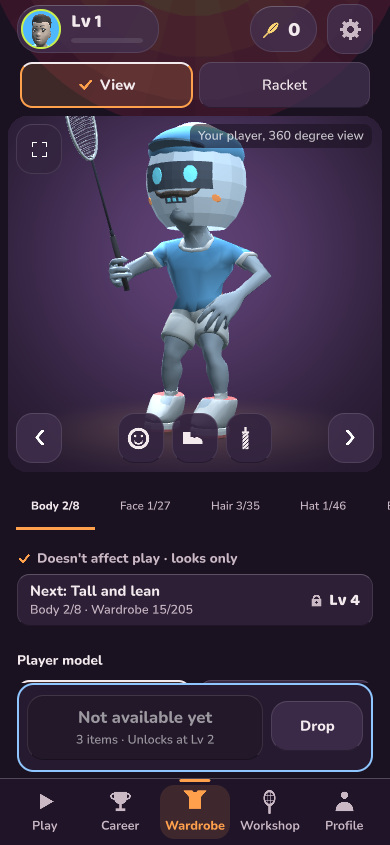 Lv 1
0
View
Racket
Your player, 360 degree view
Body 2/8
Face 1/27
Hair 3/35
Hat 1/46
Doesn't affect play · looks only
Next: Tall and lean
Body 2/8 · Wardrobe 15/205
Lv 4
Player model
Not available yet
3 items · Unlocks at Lv 2
Drop
Play
Career
Wardrobe
Workshop
Profile